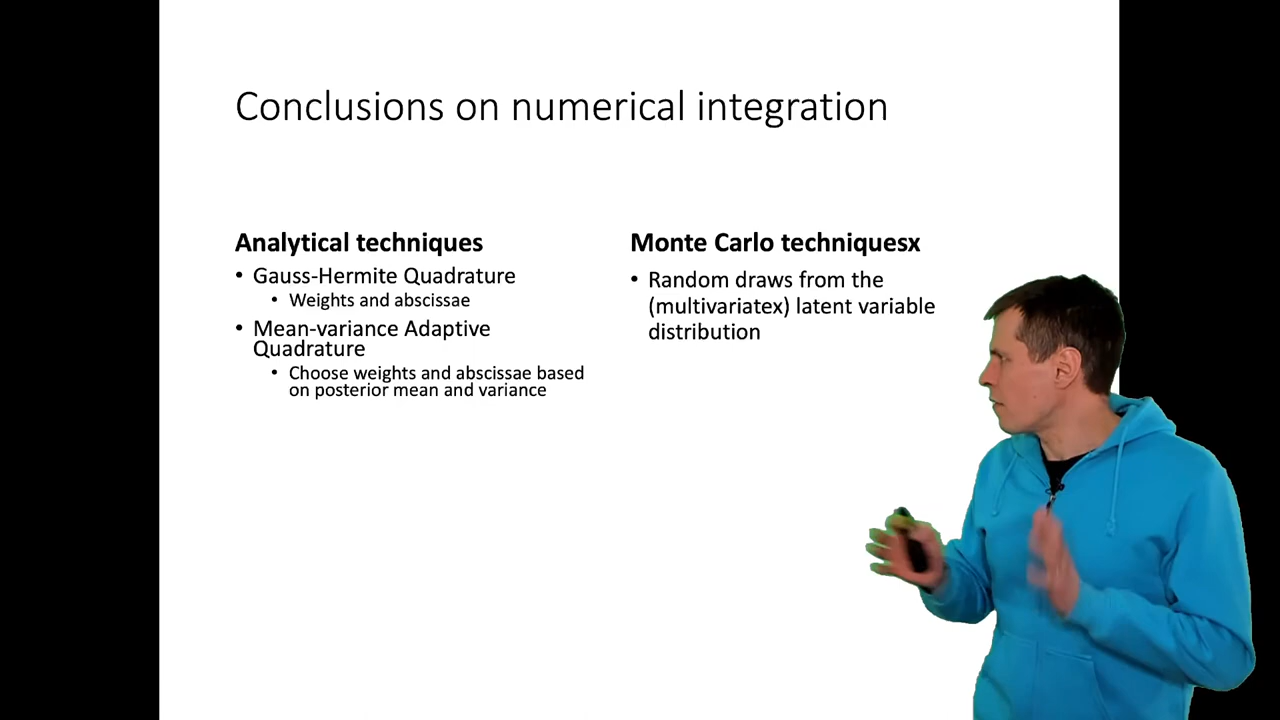 Conclusions on numerical integration
Analytical techniques
• Gauss-Hermite Quadrature
• Weights and abscissae
• Mean-variance Adaptive
Quadrature
• Choose weights and abscissae based
on posterior mean and variance
Monte Carlo techniquesx
• Random draws from the
(multivariatex) latent variable
distribution